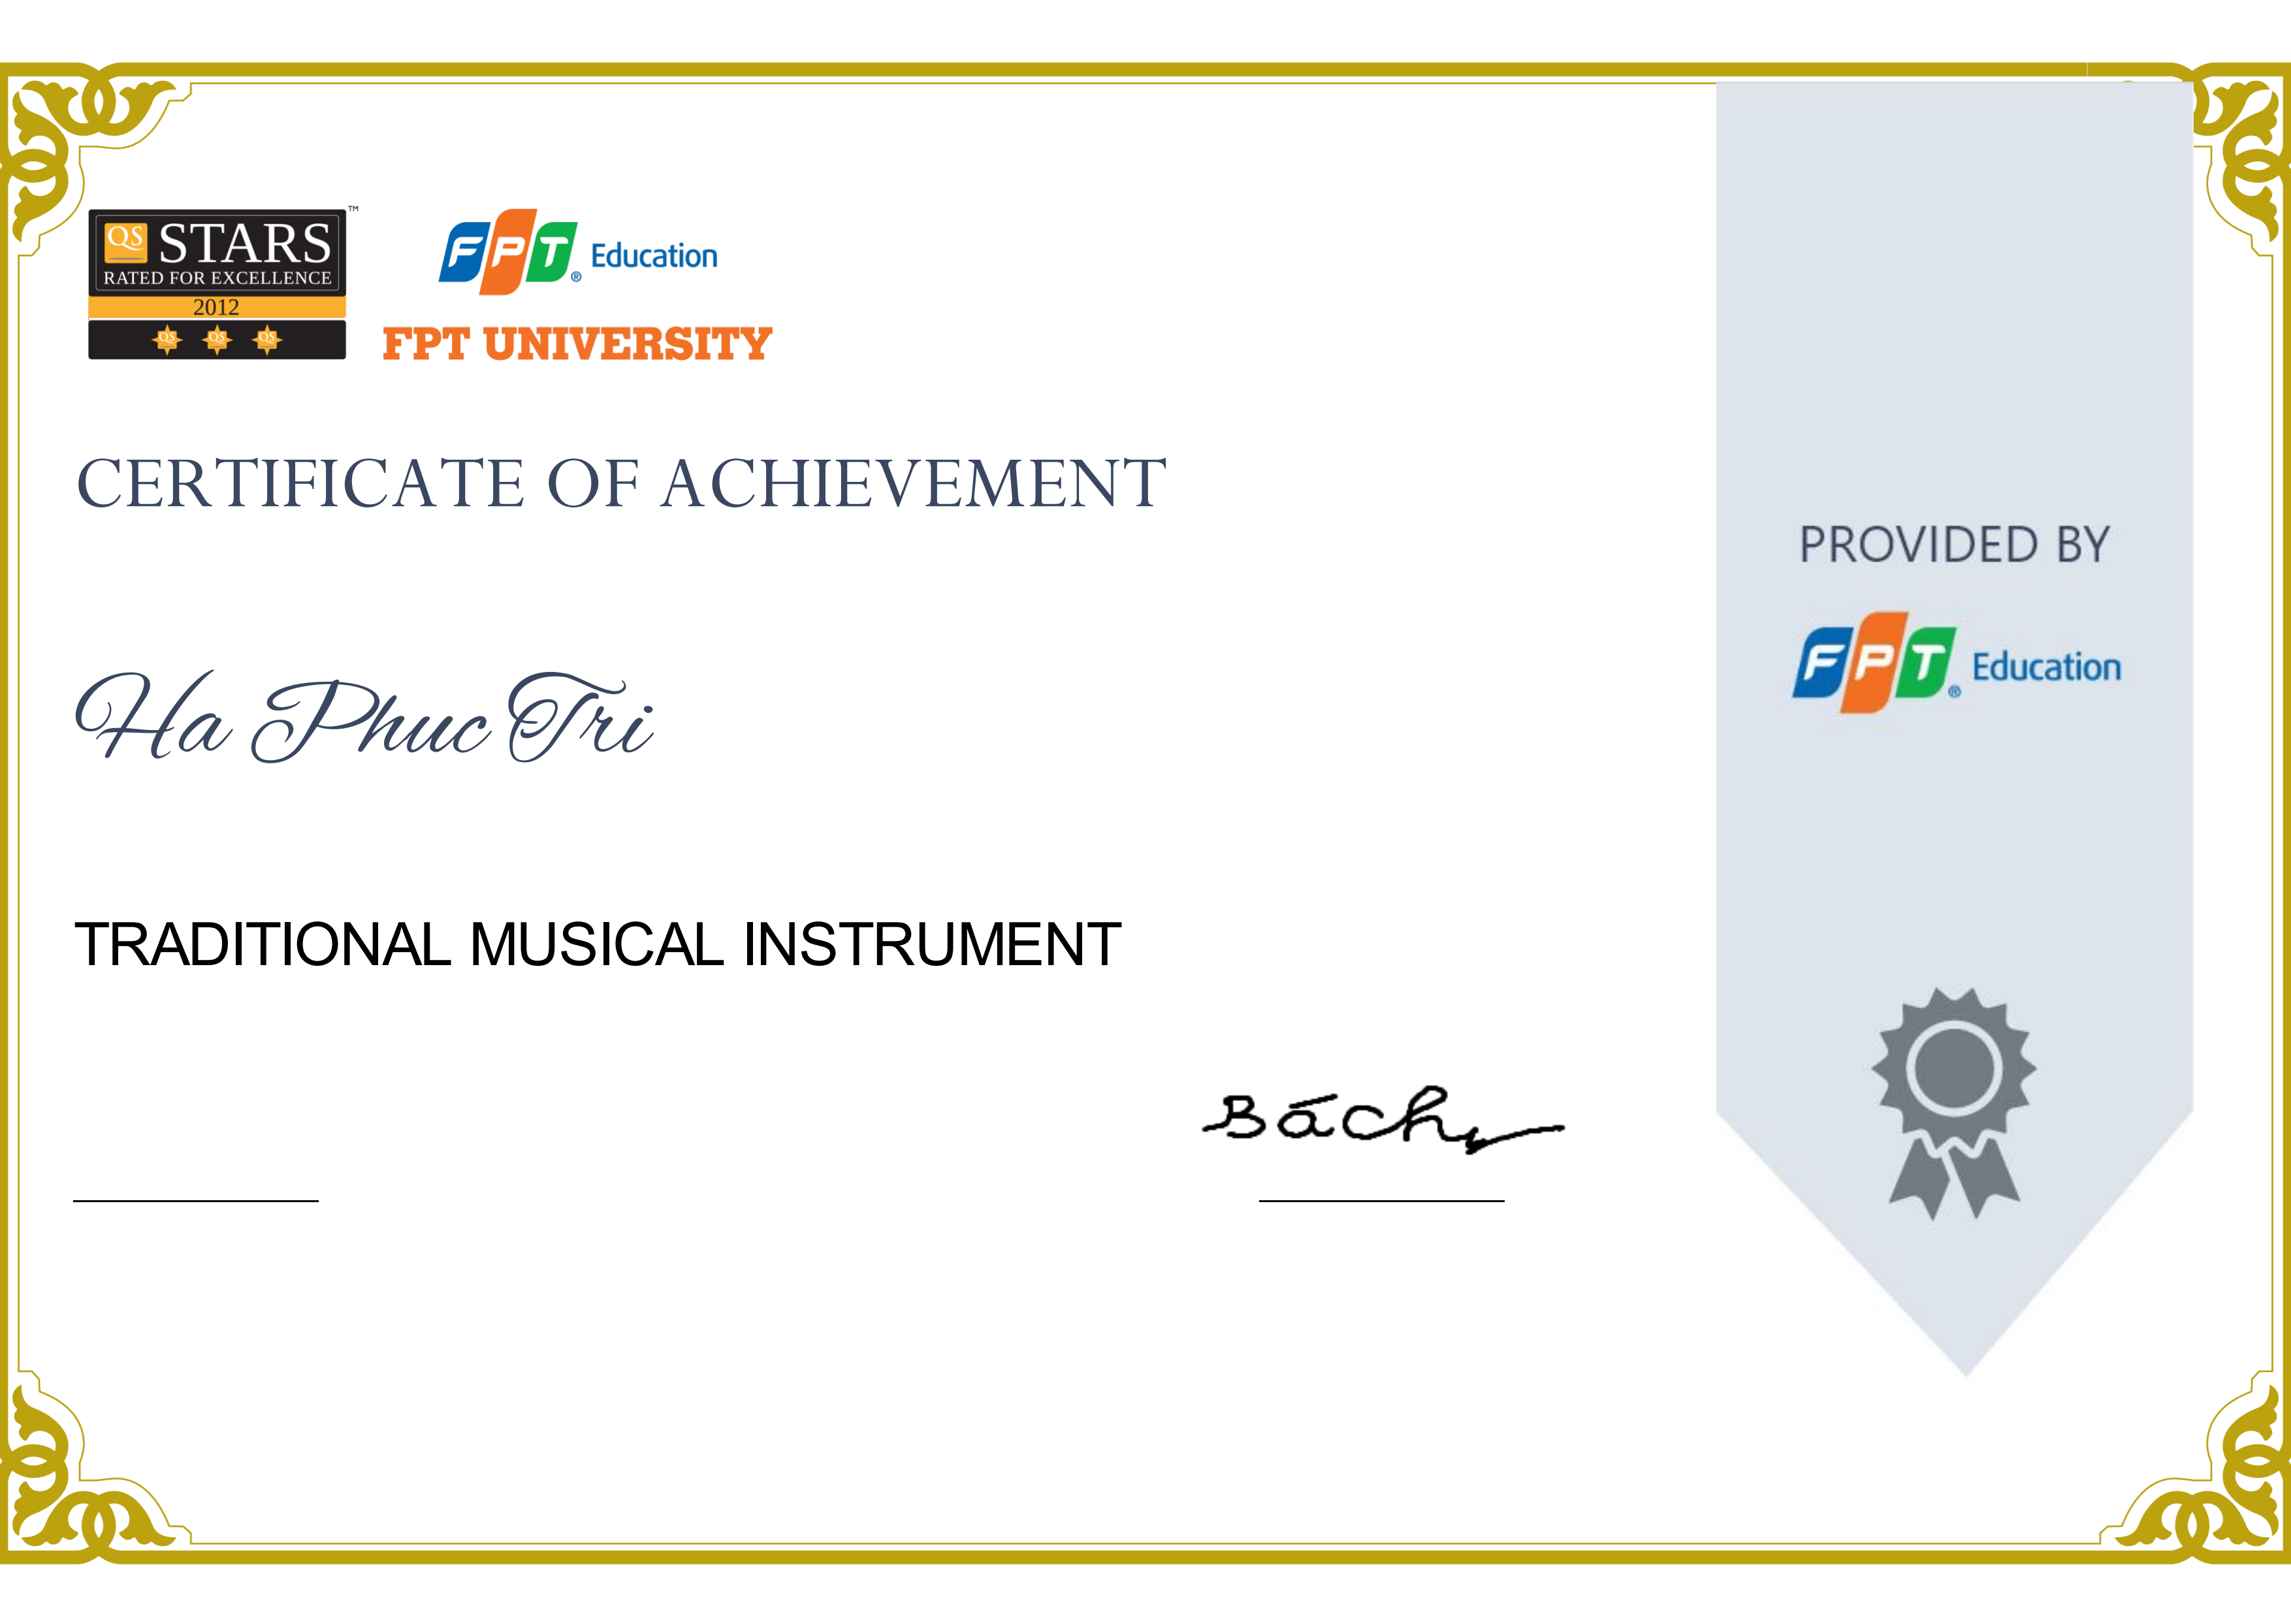 QS STARS™
RATED FOR EXCELLENCE
2012
QS QS QS
FPT® Education
FPT UNIVERSITY
CERTIFICATE OF ACHIEVEMENT
Ha Phuc Tri
TRADITIONAL MUSICAL INSTRUMENT
Bách
PROVIDED BY
FPT® Education